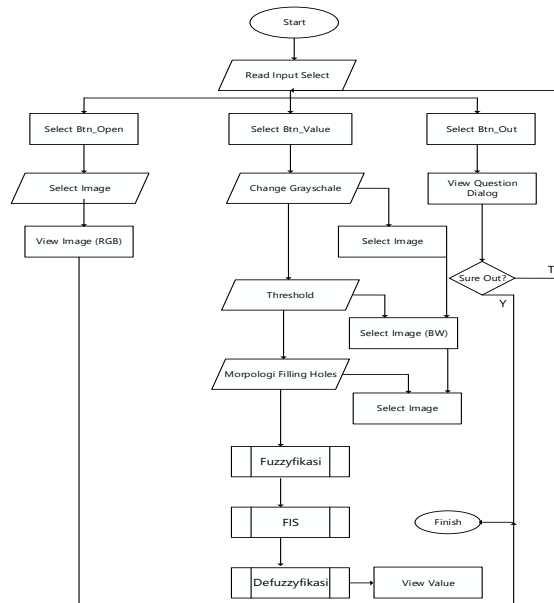 Start
Read Input Select
Select Btn_Open
Select Btn_Value
Select Btn_Out
Select Image
Change Grayschale
View Question
Dialog
View Image (RGB)
Select Image
Sure Out?
T
Y
Threshold
Select Image (BW)
Morpologi Filling Holes
Select Image
Fuzzyfikasi
FIS
Finish
Defuzzyfikasi
View Value